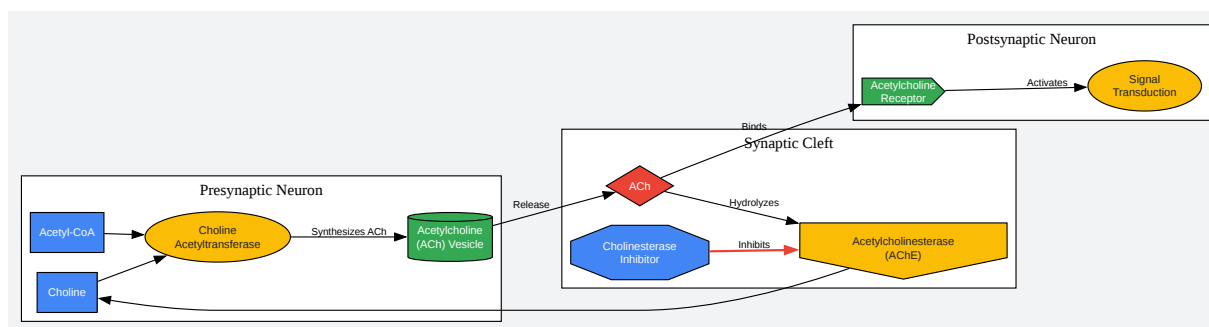 Postsynaptic Neuron
Acetylcholine
Receptor
Activates
Signal
Transduction
Binds
Synaptic Cleft
ACh
Hydrolyzes
Release
Presynaptic Neuron
Acetyl-CoA
Choline
Acetyltransferase
Synthesizes ACh
Acetylcholine
(ACh) Vesicle
Cholinesterase
Inhibitor
Inhibits
Acetylcholinesterase
(AChE)
Choline